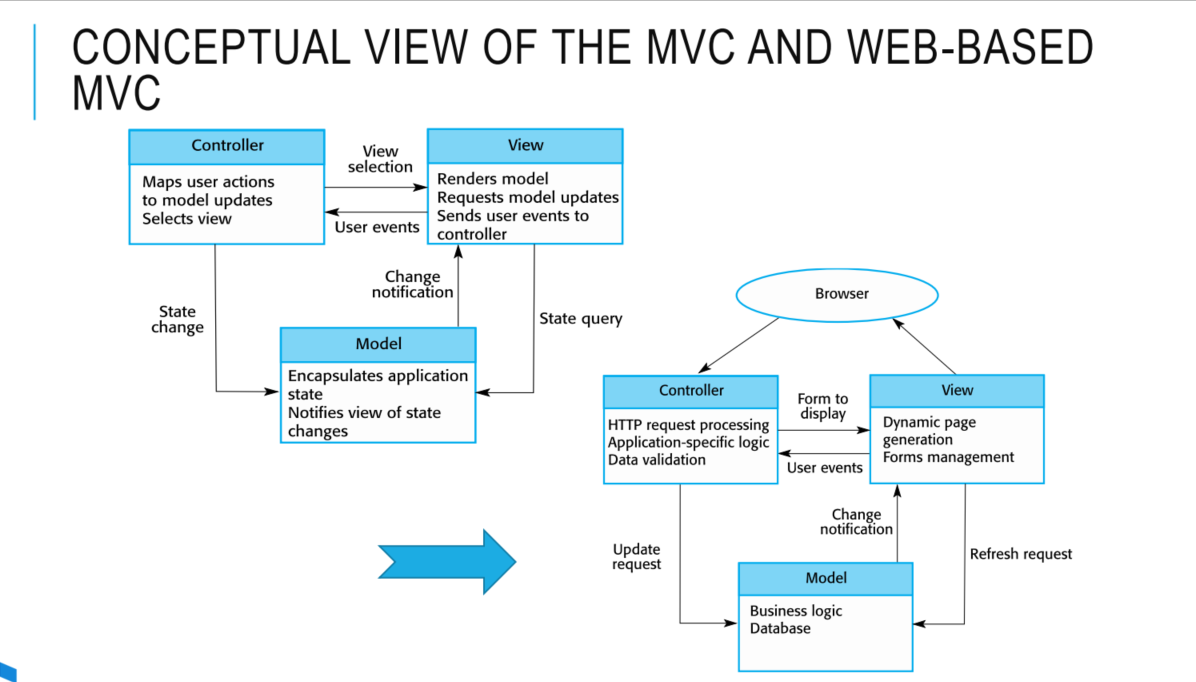 CONCEPTUAL VIEW OF THE MVC AND WEB-BASED
MVC
Controller
Maps user actions
to model updates
Selects view
View
selection
User events
View
Renders model
Requests model updates
Sends user events to
controller
State
change
Change
notification
State query
Model
Encapsulates application
state
Notifies view of state
changes
Browser
Controller
HTTP request processing
Application-specific logic
Data validation
Form to
display
User events
View
Dynamic page
generation
Forms management
Update
request
Change
notification
Refresh request
Model
Business logic
Database